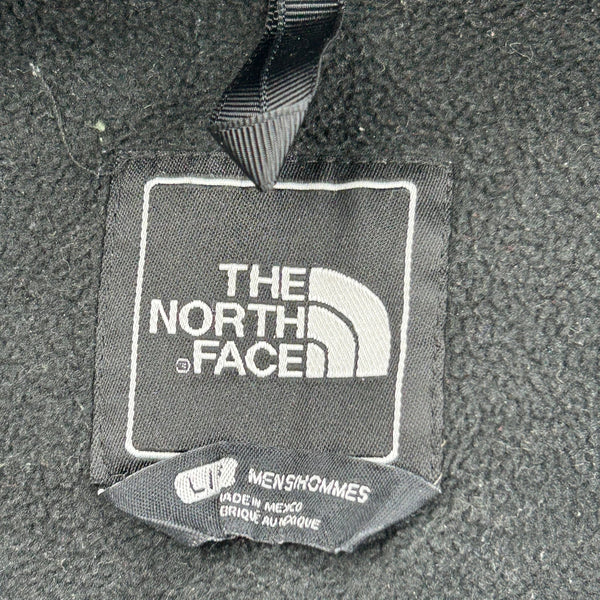 THE
NORTH
FACE
®
MENS/HOMMES
MADE IN MEXICO